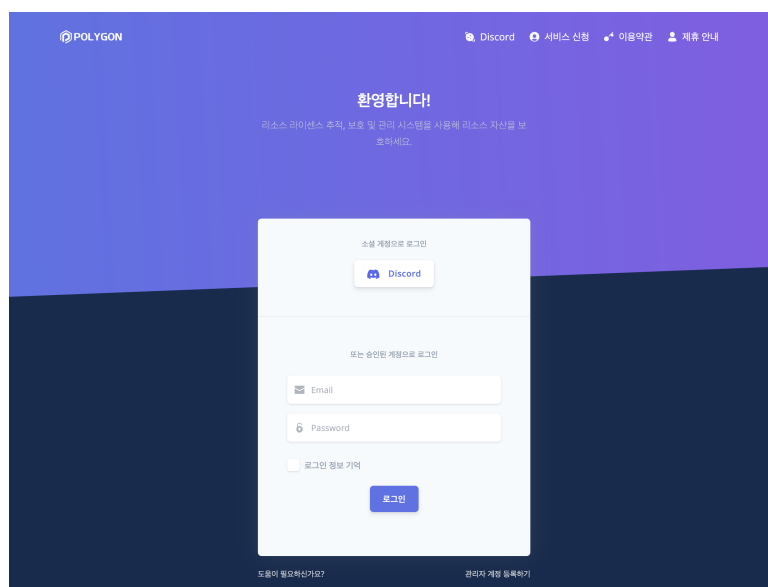 POLYGON
Discord 서비스 신청 이용약관 제휴 안내
환영합니다!
리소스 라이센스 추적, 보호 및 관리 시스템을 사용해 리소스 자산을 보
호하세요.
소셜 계정으로 로그인
Discord
또는 승인된 계정으로 로그인
Email
Password
로그인 정보 기억
로그인
도움이 필요하신가요? 관리자 계정 등록하기